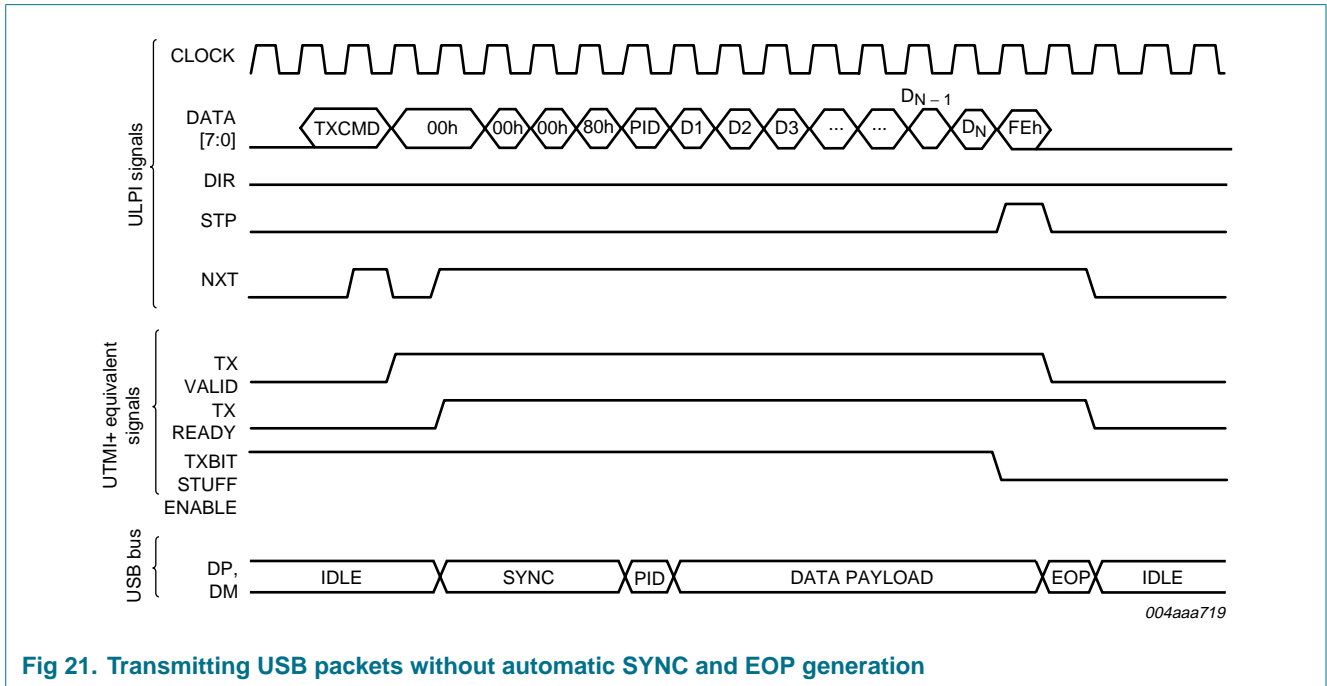 ULPI signals
CLOCK
DATA
[7:0]
TXCMD
00h
00h
00h
80h
PID
D1
D2
D3
...
...
DN – 1
DN
FEh
DIR
STP
NXT
UTMI+ equivalent
signals
TX
VALID
TX
READY
TXBIT
STUFF
ENABLE
USB bus
DP,
DM
IDLE
SYNC
PID
DATA PAYLOAD
EOP
IDLE
004aaa719
Fig 21. Transmitting USB packets without automatic SYNC and EOP generation